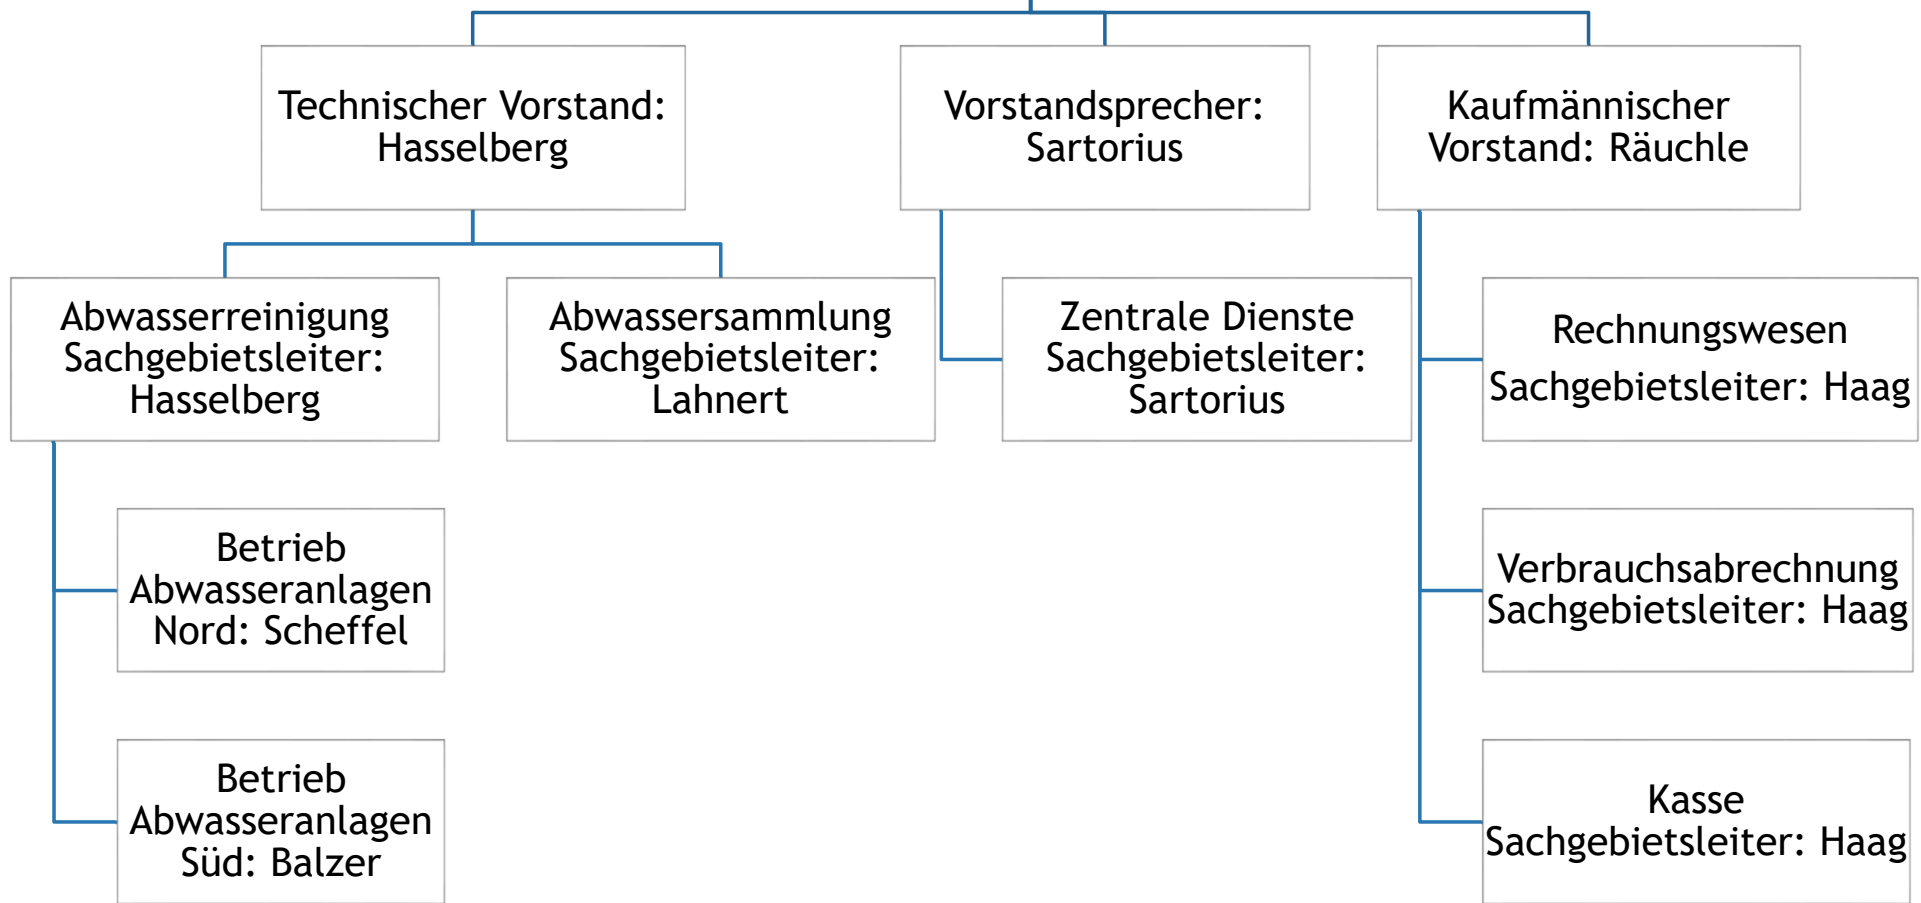 Technischer Vorstand:
Hasselberg
Vorstandsprecher:
Sartorius
Kaufmännischer
Vorstand: Räuchle
Abwasserreinigung
Sachgebietsleiter:
Hasselberg
Abwassersammlung
Sachgebietsleiter:
Lahnert
Zentrale Dienste
Sachgebietsleiter:
Sartorius
Rechnungswesen
Sachgebietsleiter: Haag
Betrieb
Abwasseranlagen
Nord: Scheffel
Verbrauchsabrechnung
Sachgebietsleiter: Haag
Betrieb
Abwasseranlagen
Süd: Balzer
Kasse
Sachgebietsleiter: Haag